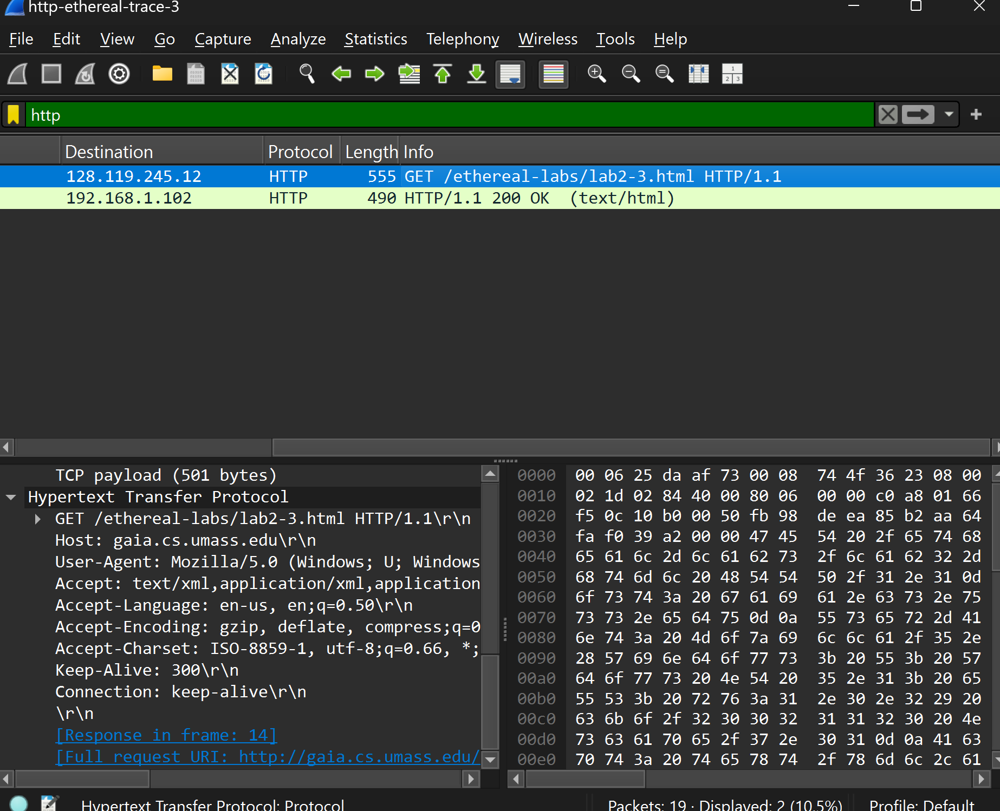 http-ethereal-trace-3
File Edit View Go Capture Analyze Statistics Telephony Wireless Tools Help
http
Destination Protocol Length Info
128.119.245.12 HTTP 555 GET /ethereal-labs/lab2-3.html HTTP/1.1
192.168.1.102 HTTP 490 HTTP/1.1 200 OK (text/html)
TCP payload (501 bytes)
Hypertext Transfer Protocol
GET /ethereal-labs/lab2-3.html HTTP/1.1\r\n
Host: gaia.cs.umass.edu\r\n
User-Agent: Mozilla/5.0 (Windows; U; Windows
Accept: text/xml,application/xml,application
Accept-Language: en-us, en;q=0.50\r\n
Accept-Encoding: gzip, deflate, compress;q=0
Accept-Charset: ISO-8859-1, utf-8;q=0.66, *;
Keep-Alive: 300\r\n
Connection: keep-alive\r\n
\r\n
[Response in frame: 14]
[Full request URI: http://gaia.cs.umass.edu/
0000 00 06 25 da af 73 00 08 74 4f 36 23 08 00
0010 02 1d 02 84 40 00 80 06 00 00 c0 a8 01 66
0020 f5 0c 10 b0 00 50 fb 98 de ea 85 b2 aa 64
0030 fa f0 39 a2 00 00 47 45 54 20 2f 65 74 68
0040 65 61 6c 2d 6c 61 62 73 2f 6c 61 62 32 2d
0050 68 74 6d 6c 20 48 54 54 50 2f 31 2e 31 0d
0060 6f 73 74 3a 20 67 61 69 61 2e 63 73 2e 75
0070 73 73 2e 65 64 75 0d 0a 55 73 65 72 2d 41
0080 6e 74 3a 20 4d 6f 7a 69 6c 6c 61 2f 35 2e
0090 28 57 69 6e 64 6f 77 73 3b 20 55 3b 20 57
00a0 64 6f 77 73 20 4e 54 20 35 2e 31 3b 20 65
00b0 55 53 3b 20 72 76 3a 31 2e 30 2e 32 29 20
00c0 63 6b 6f 2f 32 30 30 32 31 31 32 30 20 4e
00d0 73 63 61 70 65 2f 37 2e 30 31 0d 0a 41 63
00e0 70 74 3a 20 74 65 78 74 2f 78 6d 6c 2c 61
Hypertext Transfer Protocol: Protocol
Packets: 19 · Displayed: 2 (10.5%)
Profile: Default